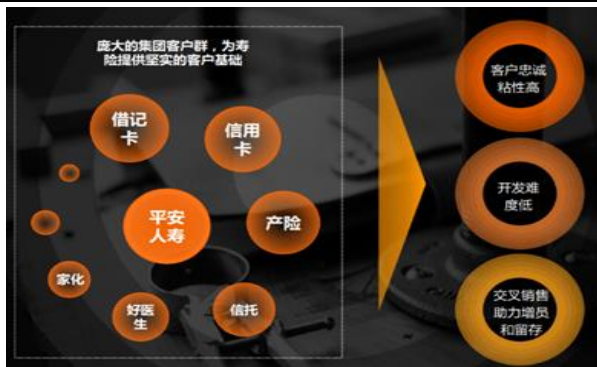 庞大的集团客户群，为寿
险提供坚实的客户基础
借记
卡
信用
卡
平安
人寿
产险
家化
好医
生
信托
客户忠诚
粘性高
开发难
度低
交叉销售
助力增员
和留存